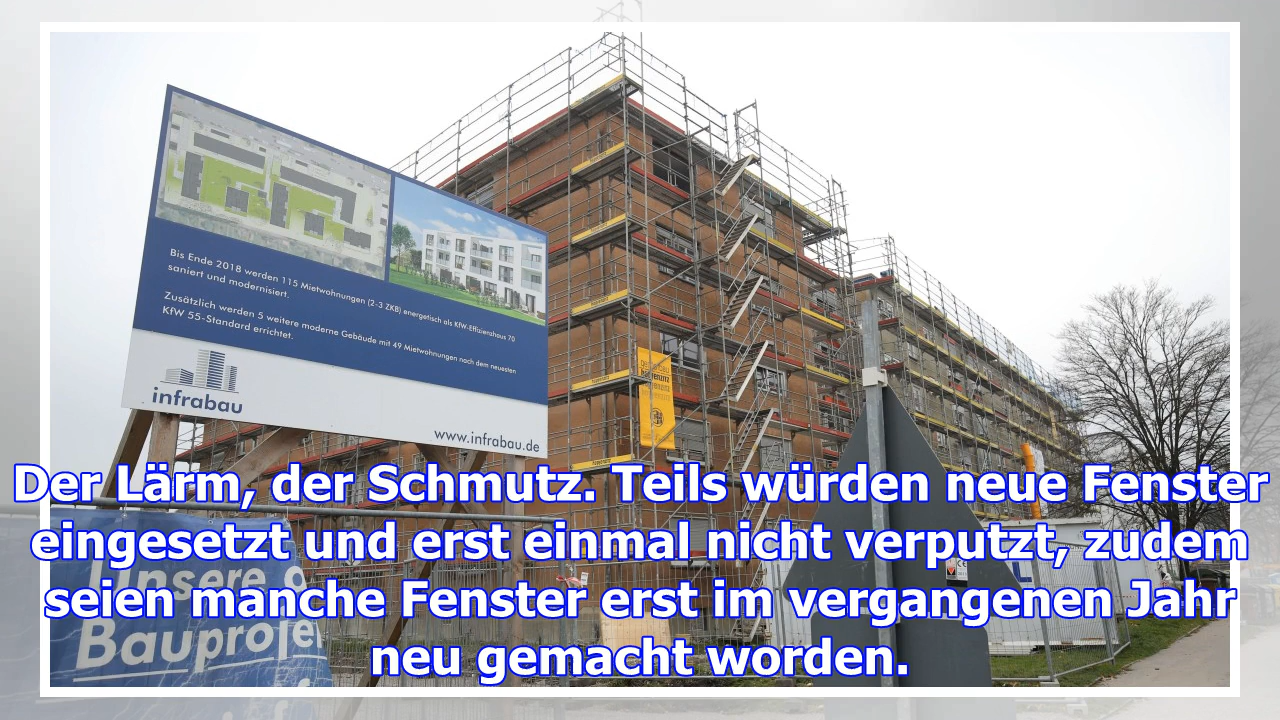 Bis Ende 2018 werden 115 Mietwohnungen (2-3 ZKB) energetisch als KfW-Effizienzhaus 70
saniert und modernisiert.
Zusätzlich werden 5 weitere moderne Gebäude mit 49 Mietwohnungen nach dem neuesten
KfW 55-Standard errichtet.
infrabau
www.infrabau.de
Der Lärm, der Schmutz. Teils würden neue Fenster
eingesetzt und erst einmal nicht verputzt, zudem
seien manche Fenster erst im vergangenen Jahr
neu gemacht worden.
Unsere
Bauproje